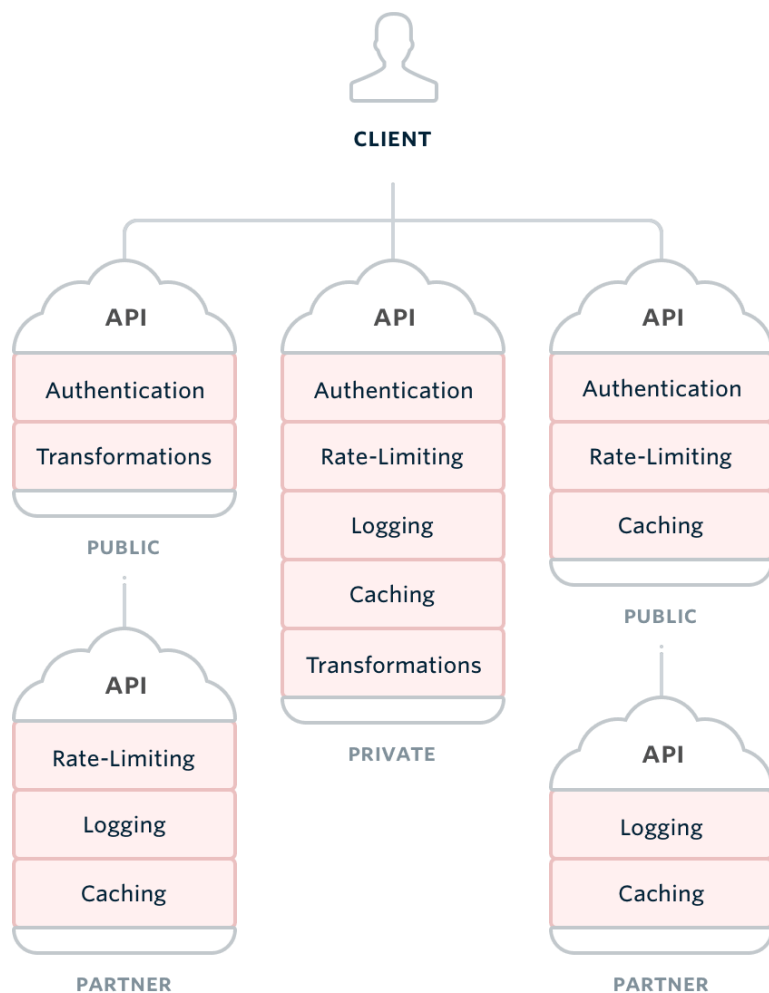 CLIENT
API
Authentication
Transformations
PUBLIC
API
Rate-Limiting
Logging
Caching
PARTNER
API
Authentication
Rate-Limiting
Logging
Caching
Transformations
PRIVATE
API
Authentication
Rate-Limiting
Caching
PUBLIC
API
Logging
Caching
PARTNER